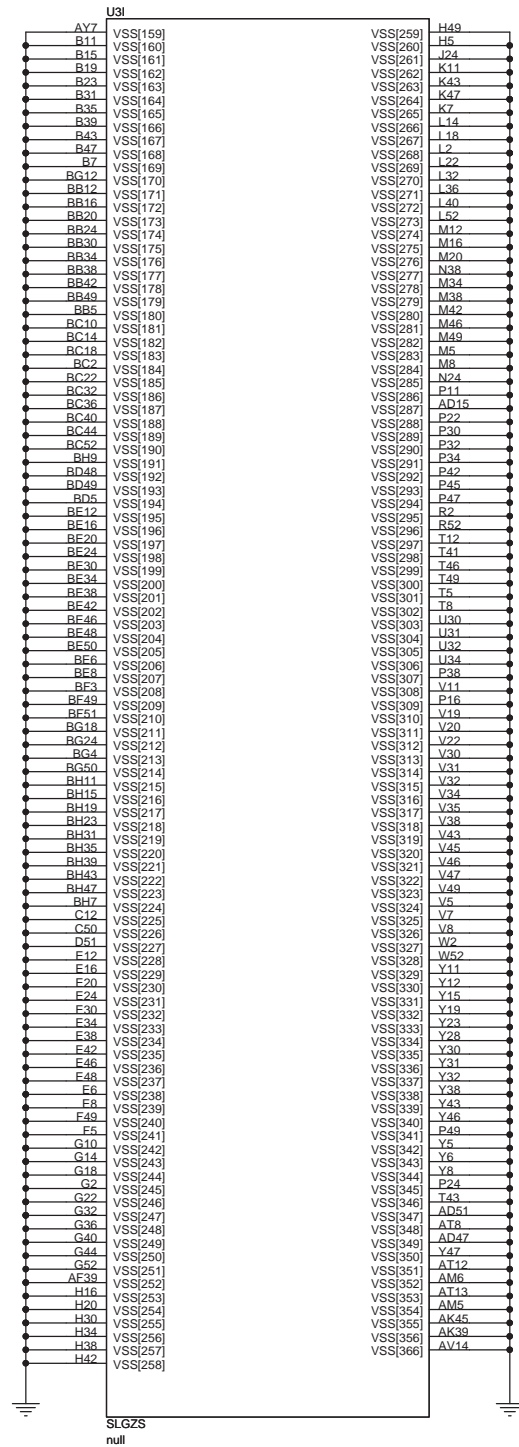 U3I
AY7 VSS[159] VSS[259] H49
B11 VSS[160] VSS[260] H5
B15 VSS[161] VSS[261] J24
B19 VSS[162] VSS[262] K11
B23 VSS[163] VSS[263] K43
B31 VSS[164] VSS[264] K47
B35 VSS[165] VSS[265] K7
B39 VSS[166] VSS[266] L14
B43 VSS[167] VSS[267] L18
B47 VSS[168] VSS[268] L2
B7 VSS[169] VSS[269] L22
BG12 VSS[170] VSS[270] L32
BB12 VSS[171] VSS[271] L36
BB16 VSS[172] VSS[272] L40
BB20 VSS[173] VSS[273] L52
BB24 VSS[174] VSS[274] M12
BB30 VSS[175] VSS[275] M16
BB34 VSS[176] VSS[276] M20
BB38 VSS[177] VSS[277] N38
BB42 VSS[178] VSS[278] M34
BB49 VSS[179] VSS[279] M38
BB5 VSS[180] VSS[280] M42
BC10 VSS[181] VSS[281] M46
BC14 VSS[182] VSS[282] M49
BC18 VSS[183] VSS[283] M5
BC2 VSS[184] VSS[284] M8
BC22 VSS[185] VSS[285] N24
BC32 VSS[186] VSS[286] P11
BC36 VSS[187] VSS[287] AD15
BC40 VSS[188] VSS[288] P22
BC44 VSS[189] VSS[289] P30
BC52 VSS[190] VSS[290] P32
BH9 VSS[191] VSS[291] P34
BD48 VSS[192] VSS[292] P42
BD49 VSS[193] VSS[293] P45
BD5 VSS[194] VSS[294] P47
BE12 VSS[195] VSS[295] R2
BE16 VSS[196] VSS[296] R52
BE20 VSS[197] VSS[297] T12
BE24 VSS[198] VSS[298] T41
BE30 VSS[199] VSS[299] T46
BE34 VSS[200] VSS[300] T49
BE38 VSS[201] VSS[301] T5
BE42 VSS[202] VSS[302] T8
BE46 VSS[203] VSS[303] U30
BE48 VSS[204] VSS[304] U31
BE50 VSS[205] VSS[305] U32
BE6 VSS[206] VSS[306] U34
BE8 VSS[207] VSS[307] P38
BF3 VSS[208] VSS[308] V11
BF49 VSS[209] VSS[309] P16
BF51 VSS[210] VSS[310] V19
BG18 VSS[211] VSS[311] V20
BG24 VSS[212] VSS[312] V22
BG4 VSS[213] VSS[313] V30
BG50 VSS[214] VSS[314] V31
BH11 VSS[215] VSS[315] V32
BH15 VSS[216] VSS[316] V34
BH19 VSS[217] VSS[317] V35
BH23 VSS[218] VSS[318] V38
BH31 VSS[219] VSS[319] V43
BH35 VSS[220] VSS[320] V45
BH39 VSS[221] VSS[321] V46
BH43 VSS[222] VSS[322] V47
BH47 VSS[223] VSS[323] V49
BH7 VSS[224] VSS[324] V5
C12 VSS[225] VSS[325] V7
C50 VSS[226] VSS[326] V8
D51 VSS[227] VSS[327] W2
E12 VSS[228] VSS[328] W52
E16 VSS[229] VSS[329] Y11
E20 VSS[230] VSS[330] Y12
E24 VSS[231] VSS[331] Y15
E30 VSS[232] VSS[332] Y19
E34 VSS[233] VSS[333] Y23
E38 VSS[234] VSS[334] Y28
E42 VSS[235] VSS[335] Y30
E46 VSS[236] VSS[336] Y31
E48 VSS[237] VSS[337] Y32
E6 VSS[238] VSS[338] Y38
E8 VSS[239] VSS[339] Y43
F49 VSS[240] VSS[340] Y46
F5 VSS[241] VSS[341] P49
G10 VSS[242] VSS[342] Y5
G14 VSS[243] VSS[343] Y6
G18 VSS[244] VSS[344] Y8
G2 VSS[245] VSS[345] P24
G22 VSS[246] VSS[346] T43
G32 VSS[247] VSS[347] AD51
G36 VSS[248] VSS[348] AT8
G40 VSS[249] VSS[349] AD47
G44 VSS[250] VSS[350] Y47
G52 VSS[251] VSS[351] AT12
AF39 VSS[252] VSS[352] AM6
H16 VSS[253] VSS[353] AT13
H20 VSS[254] VSS[354] AM5
H30 VSS[255] VSS[355] AK45
H34 VSS[256] VSS[356] AK39
H38 VSS[257] VSS[366] AV14
H42 VSS[258]
SLGZS
null